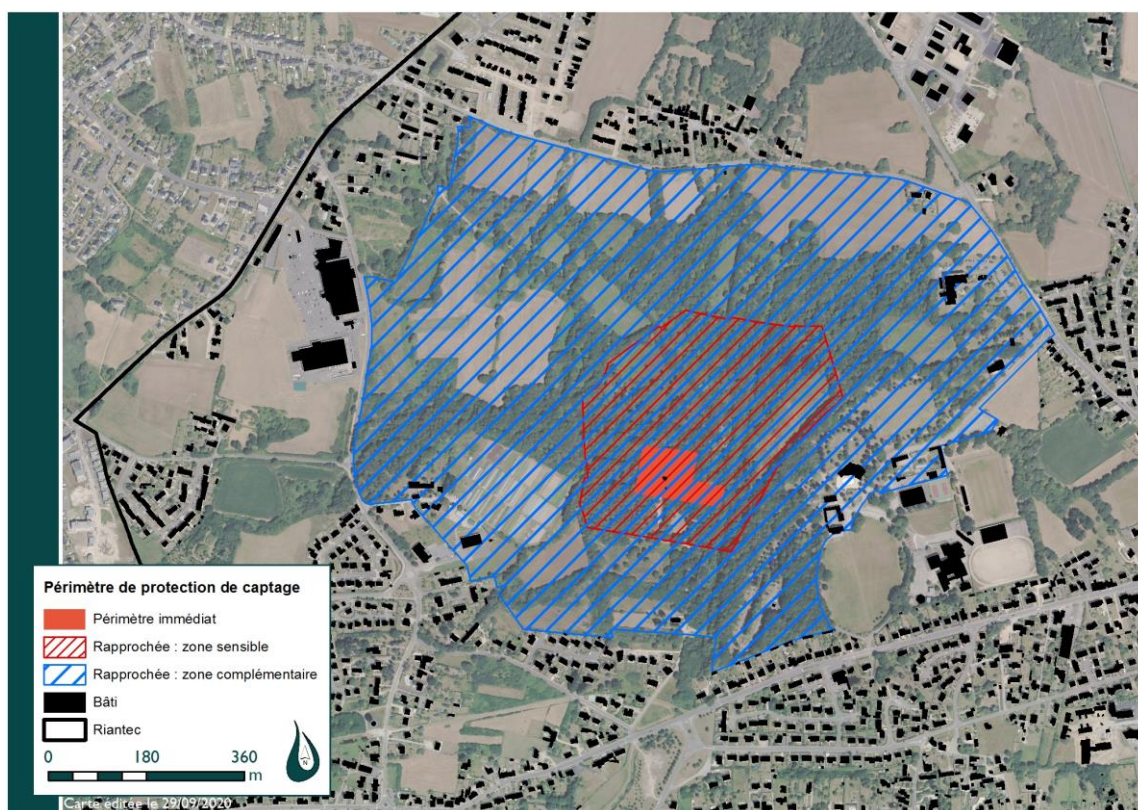 Périmètre de protection de captage
Périmètre immédiat
Rapprochée : zone sensible
Rapprochée : zone complémentaire
Bâti
Riantec
0 180 360
m
N
Carte éditée le 29/09/2020